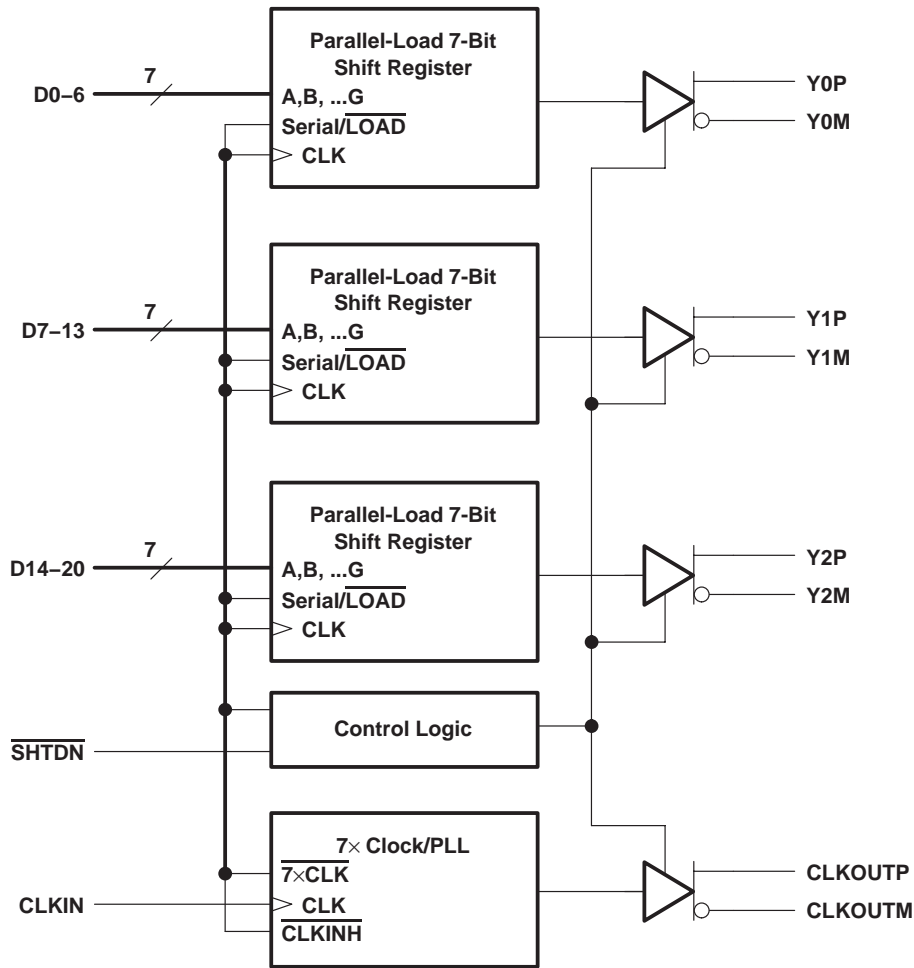 Parallel-Load 7-Bit
Shift Register
7
D0–6
A,B, ...G
Serial/LOAD
CLK
Y0P
Y0M
Parallel-Load 7-Bit
Shift Register
7
D7–13
A,B, ...G
Serial/LOAD
CLK
Y1P
Y1M
Parallel-Load 7-Bit
Shift Register
7
D14–20
A,B, ...G
Serial/LOAD
CLK
Y2P
Y2M
Control Logic
SHTDN
7× Clock/PLL
7×CLK
CLKIN
CLK
CLKINH
CLKOUTP
CLKOUTM